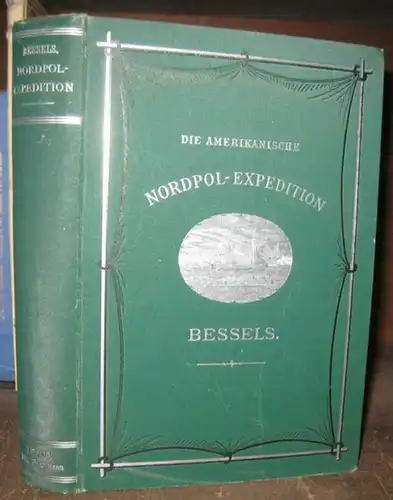 BESSELS.
NORDPOL-
EXPEDITION
DIE AMERIKANISCHE
NORDPOL-EXPEDITION
BESSELS.